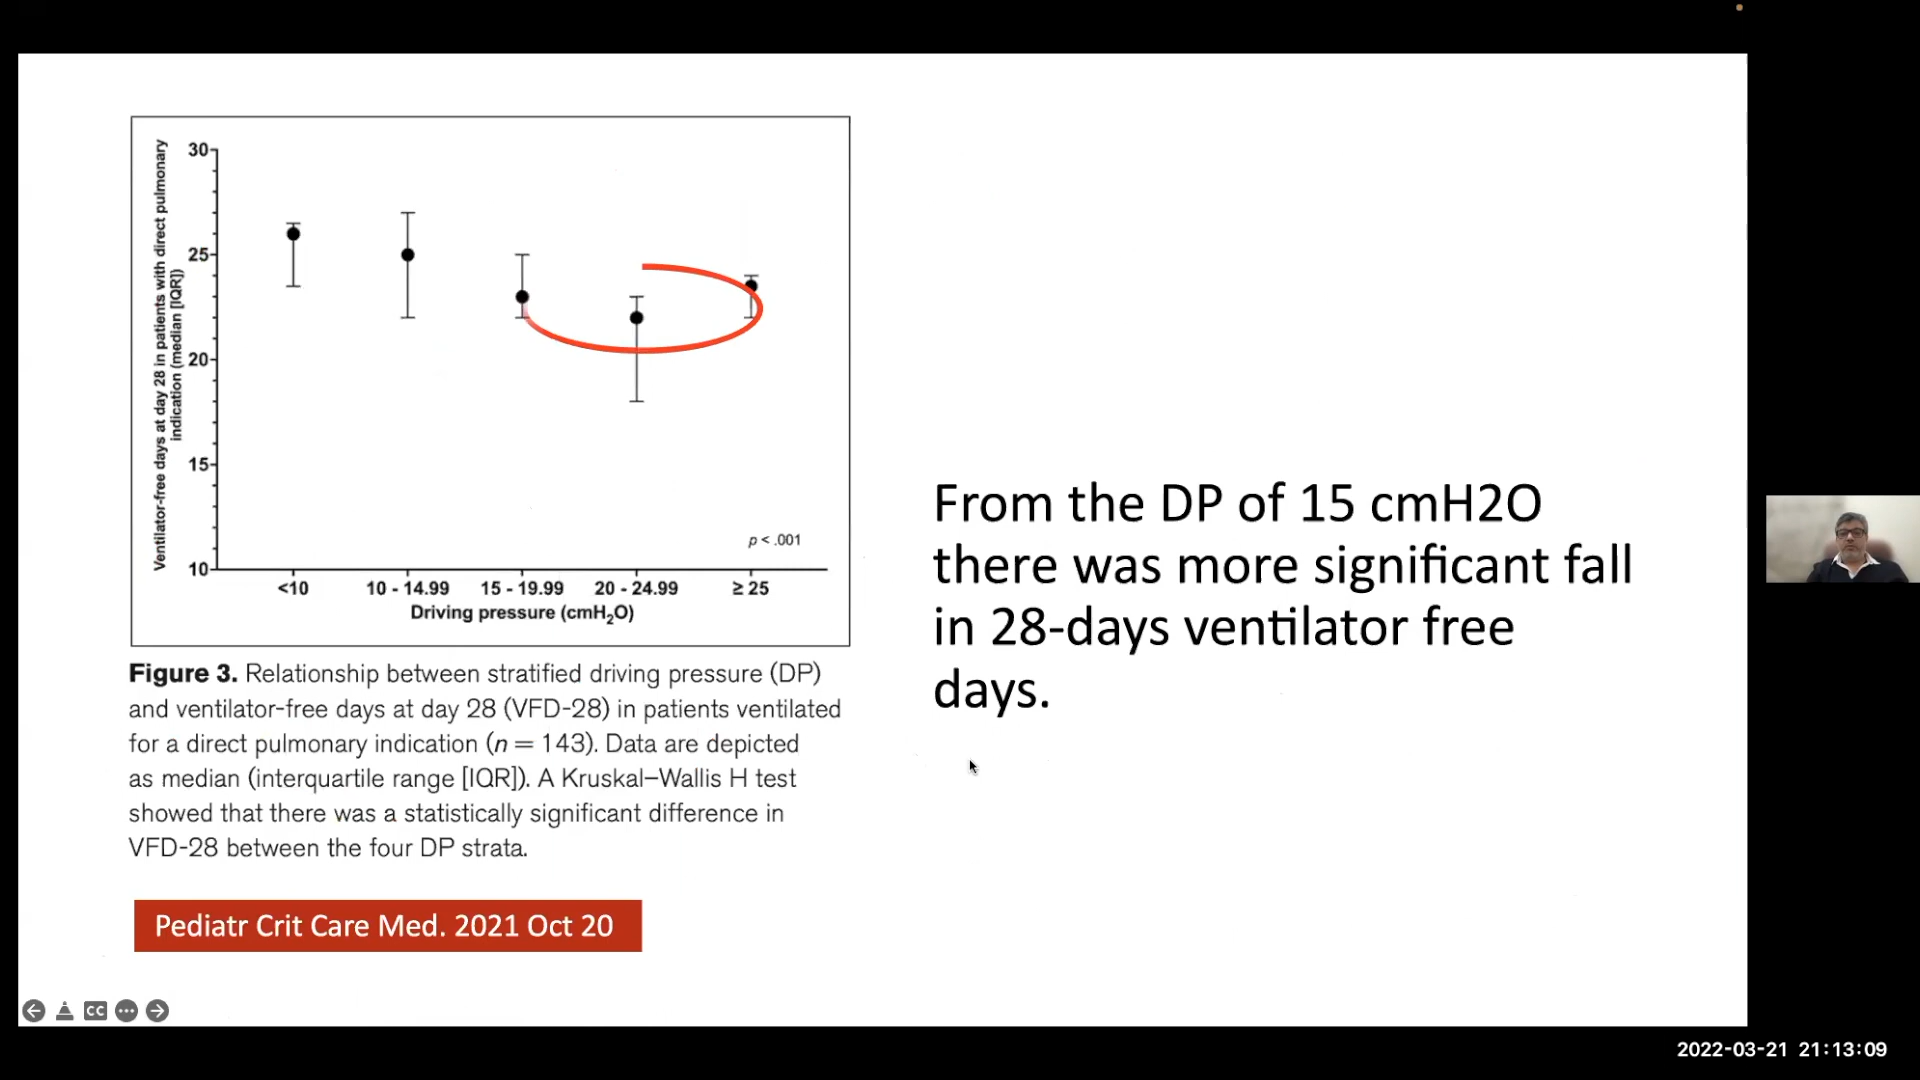 Ventilator-free days at day 28 in patients with direct pulmonary
indication (median [IQR])
30
25
20
15
10
p < .001
<10
10 - 14.99
15 - 19.99
20 - 24.99
≥ 25
Driving pressure (cmH₂O)
Figure 3. Relationship between stratified driving pressure (DP)
and ventilator-free days at day 28 (VFD-28) in patients ventilated
for a direct pulmonary indication (n = 143). Data are depicted
as median (interquartile range [IQR]). A Kruskal–Wallis H test
showed that there was a statistically significant difference in
VFD-28 between the four DP strata.
Pediatr Crit Care Med. 2021 Oct 20
From the DP of 15 cmH2O
there was more significant fall
in 28-days ventilator free
days.
CC
2022-03-21 21:13:09